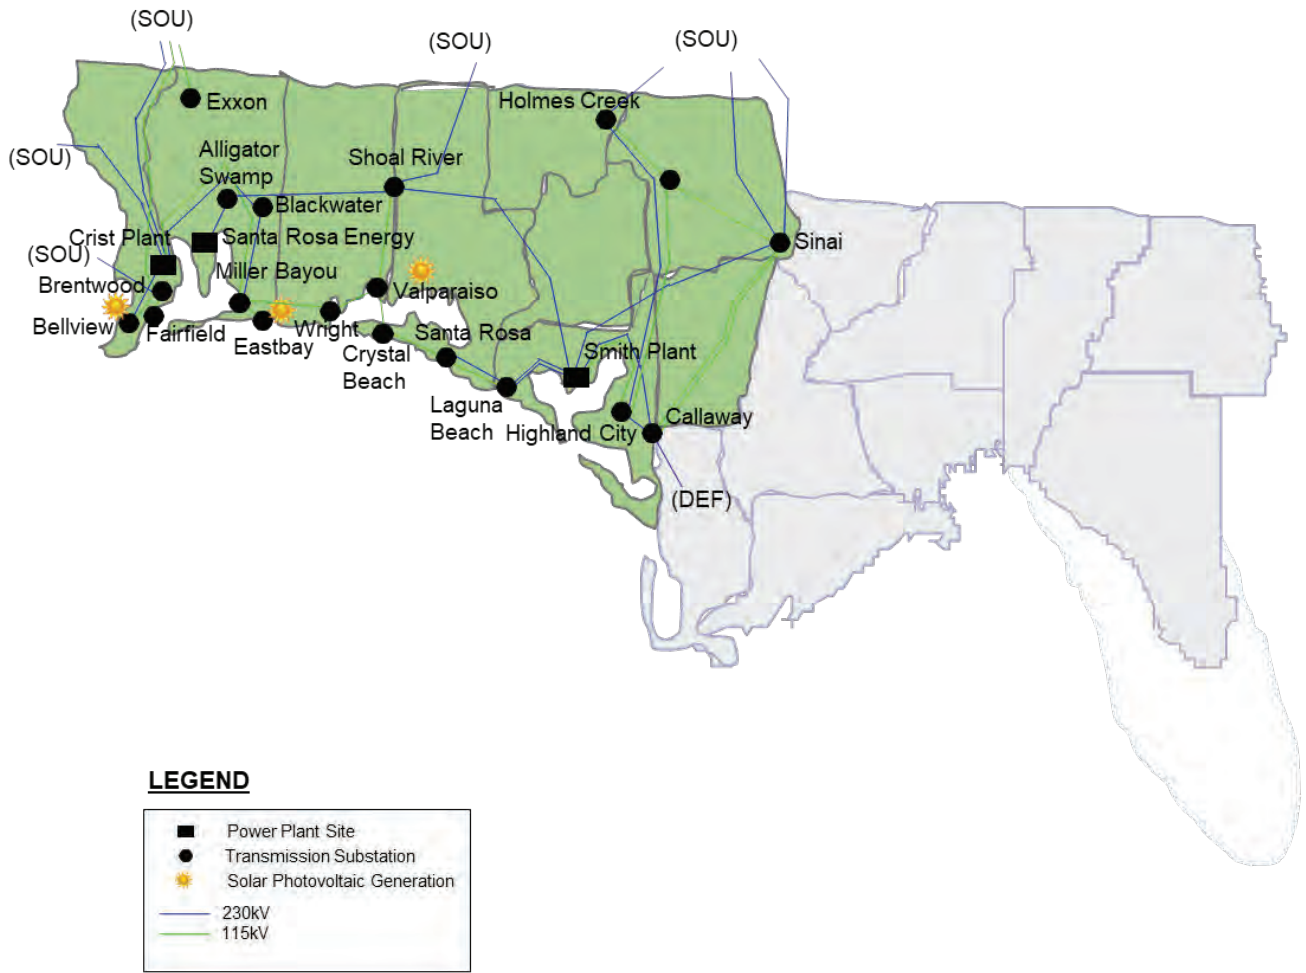 (SOU)
(SOU)
(SOU)
Exxon
Holmes Creek
Alligator
Swamp
(SOU)
Shoal River
Blackwater
Crist Plant
Santa Rosa Energy
Sinai
(SOU)
Miller Bayou
Brentwood
Valparaiso
Bellview
Fairfield
Wright
Santa Rosa
Eastbay
Crystal
Beach
Smith Plant
Laguna
Beach
Highland City
Callaway
(DEF)
LEGEND
Power Plant Site
Transmission Substation
Solar Photovoltaic Generation
230kV
115kV